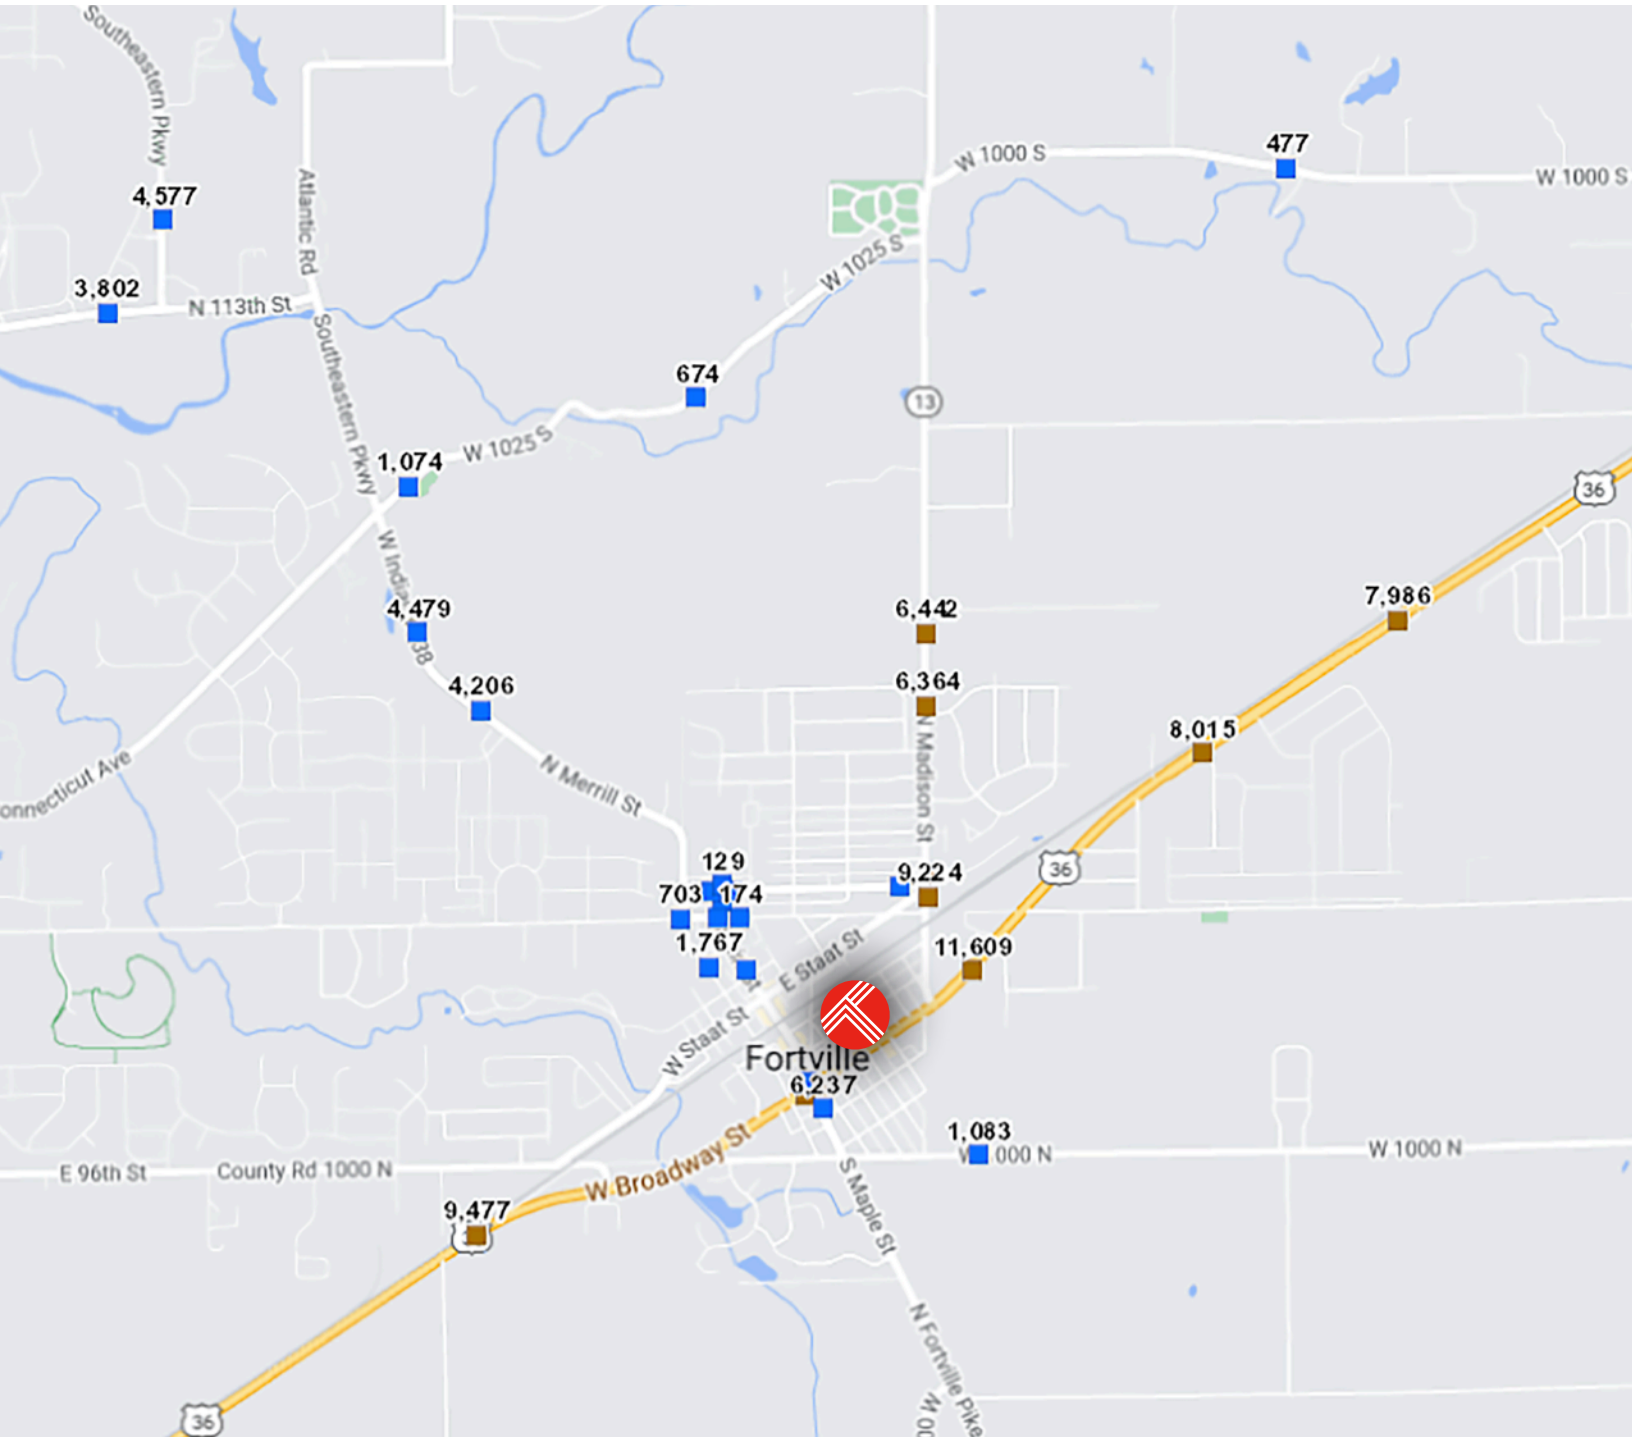 Southeastern Pkwy
W 1000 S
477
W 1000 S
4,577
Atlantic Rd
W 1025 S
3,802
N 113th St
Southeastern Pkwy
674
13
W 1025 S
1,074
36
W
4,479
38
6,442
7,986
4,206
6,364
8,015
N Madison St
N Merrill St
onnecticut Ave
129
9,224
36
703
174
1,767
E Staat St
11,609
St
W Staat St
Fortville
6,237
1,083
W Broadway St
W 000 N
W 1000 N
E 96th St
County Rd 1000 N
S Maple St
9,477
N Fortville Pike
36